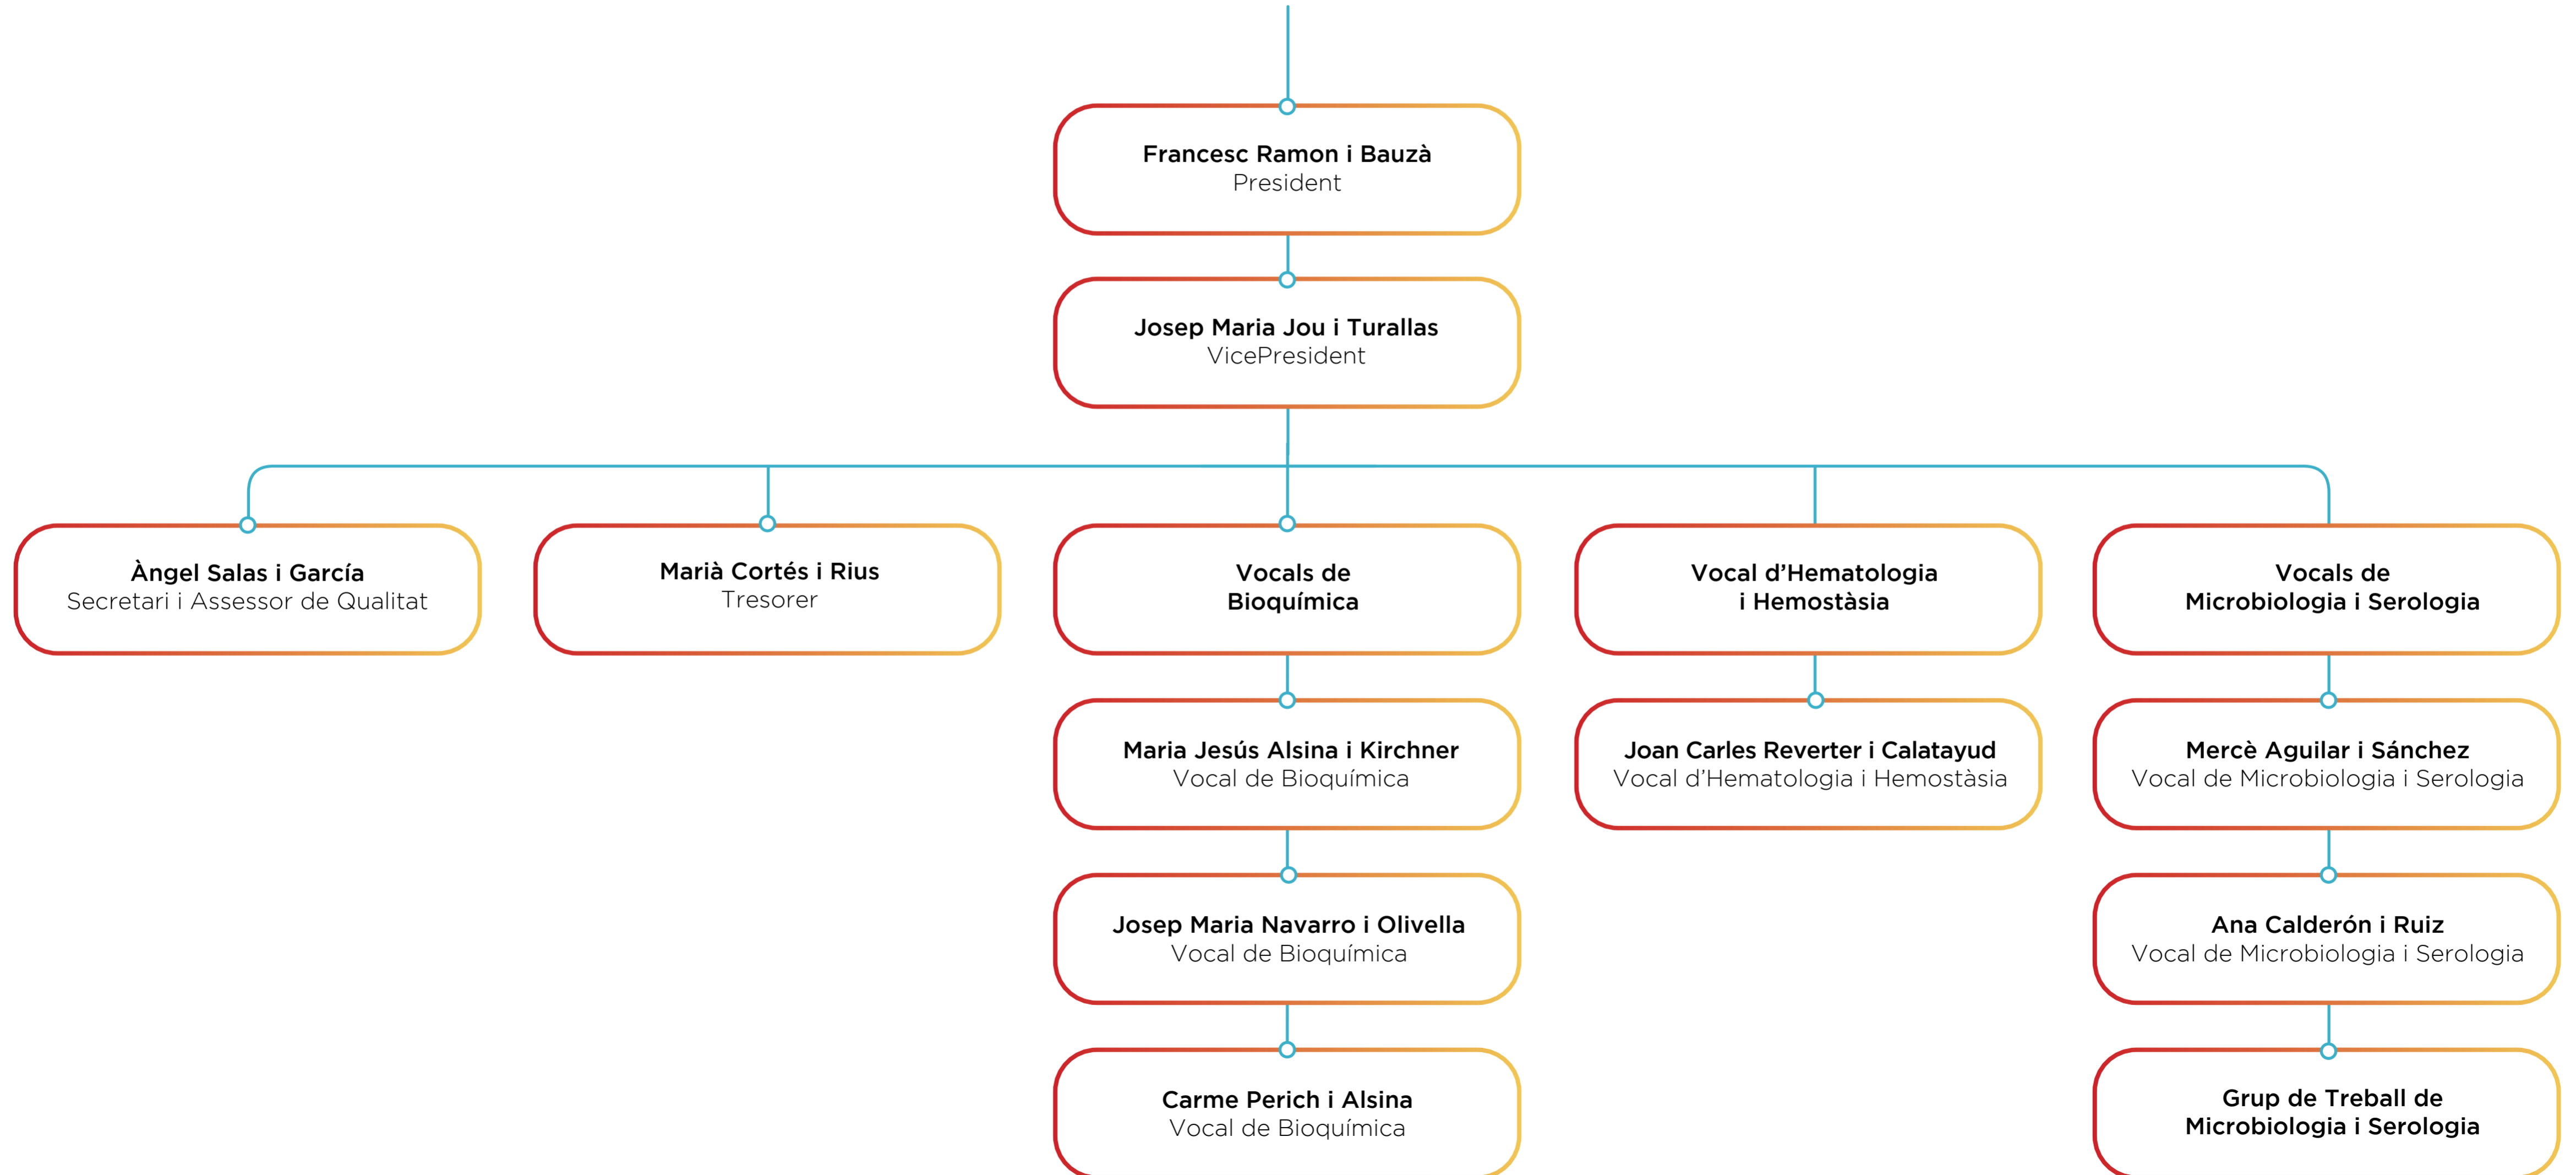 Francesc Ramon i Bauzà
President
Josep Maria Jou i Turallas
VicePresident
Àngel Salas i García
Secretari i Assessor de Qualitat
Marià Cortés i Rius
Tresorer
Vocals de
Bioquímica
Vocal d’Hematologia
i Hemostàsia
Vocals de
Microbiologia i Serologia
Maria Jesús Alsina i Kirchner
Vocal de Bioquímica
Joan Carles Reverter i Calatayud
Vocal d’Hematologia i Hemostàsia
Mercè Aguilar i Sánchez
Vocal de Microbiologia i Serologia
Josep Maria Navarro i Olivella
Vocal de Bioquímica
Ana Calderón i Ruiz
Vocal de Microbiologia i Serologia
Carme Perich i Alsina
Vocal de Bioquímica
Grup de Treball de
Microbiologia i Serologia